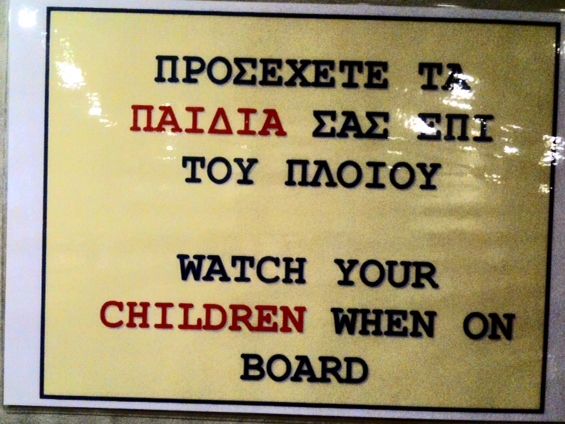 ΠΡΟΣΕΧΕΤΕ ΤΑ
ΠΑΙΔΙΑ ΣΑΣ ΕΠΙ
ΤΟΥ ΠΛΟΙΟΥ
WATCH YOUR
CHILDREN WHEN ON
BOARD